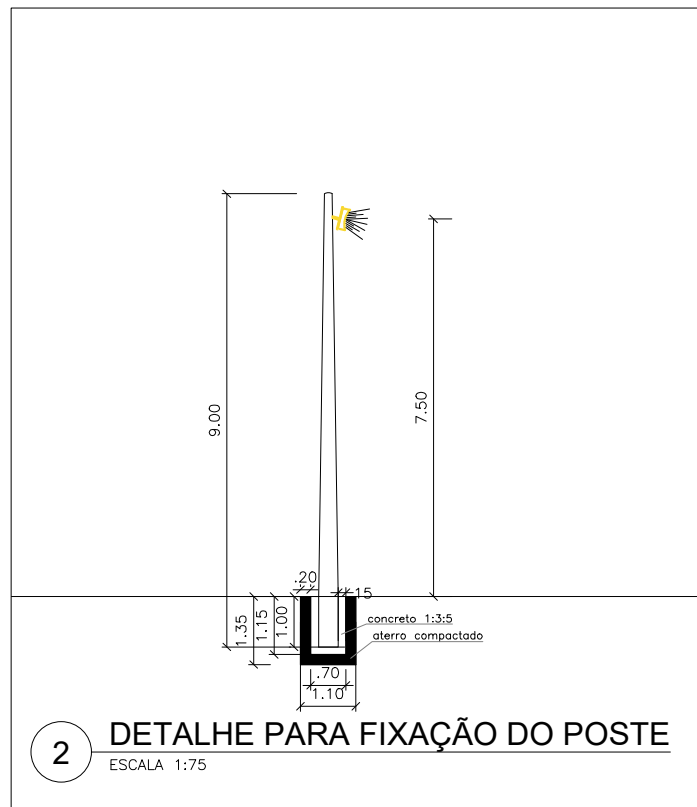 9.00
7.50
.20
.15
1.35
1.15
1.00
concreto 1:3:5
aterro compactado
.70
1.10
2
DETALHE PARA FIXAÇÃO DO POSTE
ESCALA 1:75